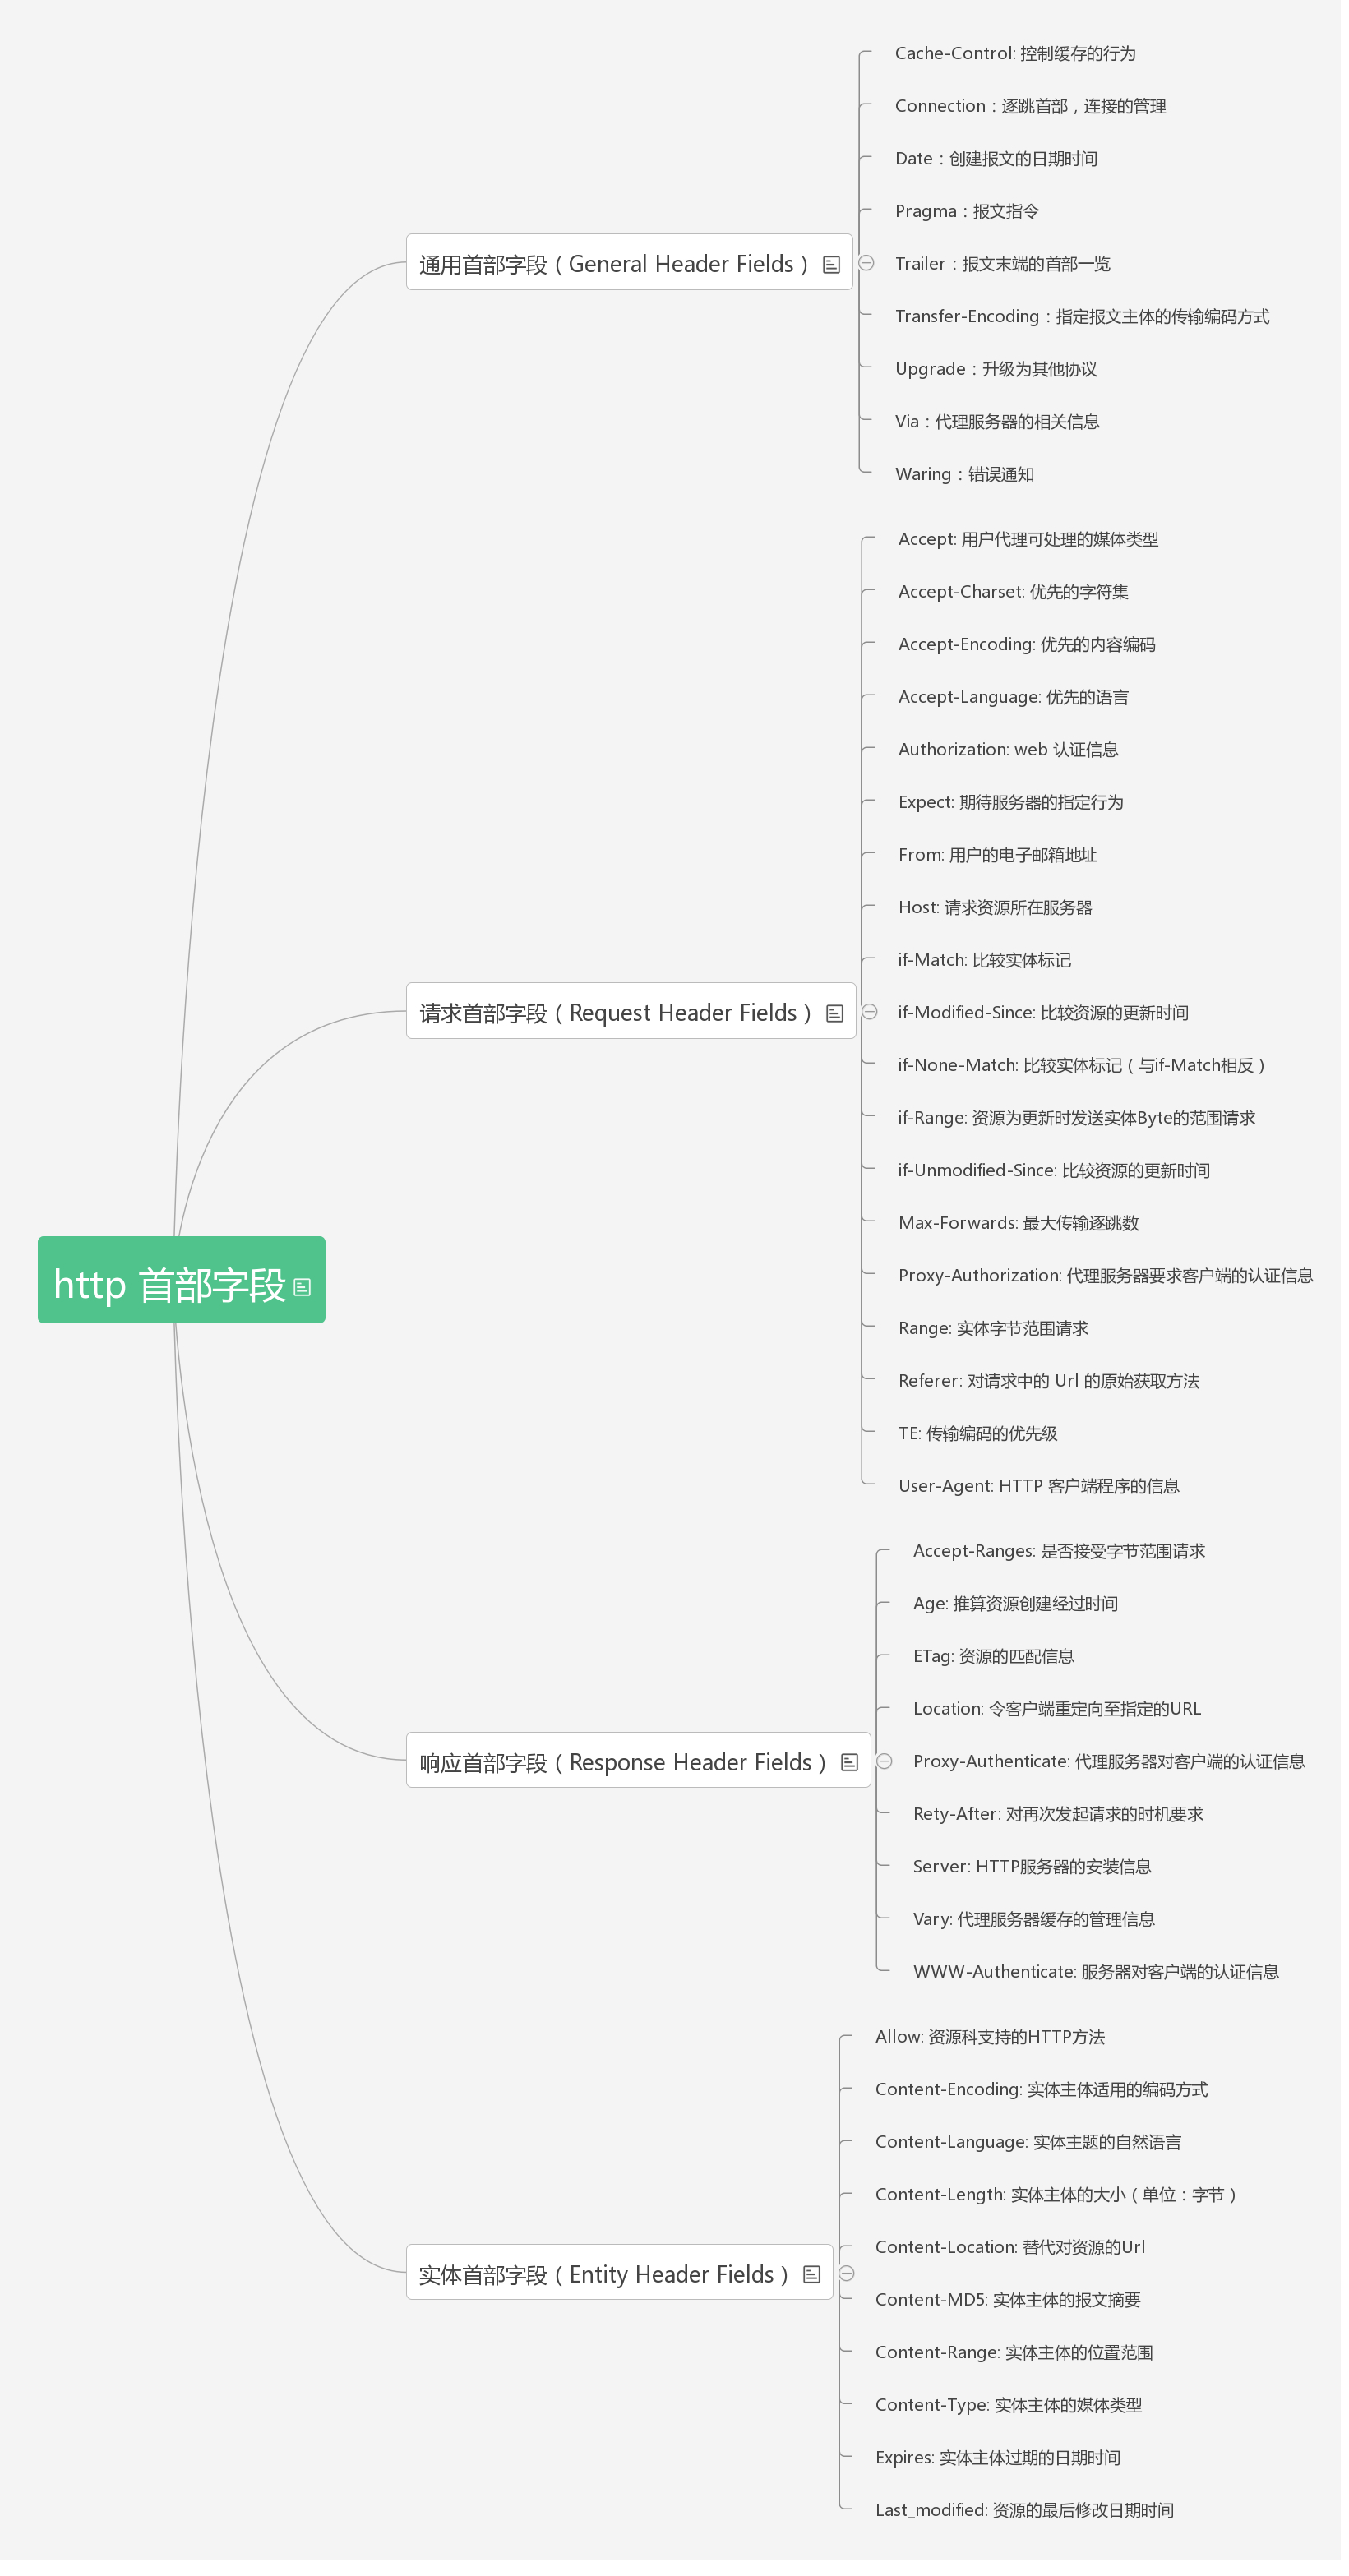 Cache-Control: 控制缓存的行为
Connection：逐跳首部，连接的管理
Date：创建报文的日期时间
Pragma：报文指令
通用首部字段（General Header Fields）
Trailer：报文末端的首部一览
Transfer-Encoding：指定报文主体的传输编码方式
Upgrade：升级为其他协议
Via：代理服务器的相关信息
Waring：错误通知
Accept: 用户代理可处理的媒体类型
Accept-Charset: 优先的字符集
Accept-Encoding: 优先的内容编码
Accept-Language: 优先的语言
Authorization: web 认证信息
Expect: 期待服务器的指定行为
From: 用户的电子邮箱地址
Host: 请求资源所在服务器
if-Match: 比较实体标记
请求首部字段（Request Header Fields）
if-Modified-Since: 比较资源的更新时间
if-None-Match: 比较实体标记（与if-Match相反）
if-Range: 资源为更新时发送实体Byte的范围请求
if-Unmodified-Since: 比较资源的更新时间
Max-Forwards: 最大传输逐跳数
http 首部字段
Proxy-Authorization: 代理服务器要求客户端的认证信息
Range: 实体字节范围请求
Referer: 对请求中的 Url 的原始获取方法
TE: 传输编码的优先级
User-Agent: HTTP 客户端程序的信息
Accept-Ranges: 是否接受字节范围请求
Age: 推算资源创建经过时间
ETag: 资源的匹配信息
Location: 令客户端重定向至指定的URL
响应首部字段（Response Header Fields）
Proxy-Authenticate: 代理服务器对客户端的认证信息
Rety-After: 对再次发起请求的时机要求
Server: HTTP服务器的安装信息
Vary: 代理服务器缓存的管理信息
WWW-Authenticate: 服务器对客户端的认证信息
Allow: 资源科支持的HTTP方法
Content-Encoding: 实体主体适用的编码方式
Content-Language: 实体主题的自然语言
Content-Length: 实体主体的大小（单位：字节）
Content-Location: 替代对资源的Url
实体首部字段（Entity Header Fields）
Content-MD5: 实体主体的报文摘要
Content-Range: 实体主体的位置范围
Content-Type: 实体主体的媒体类型
Expires: 实体主体过期的日期时间
Last_modified: 资源的最后修改日期时间